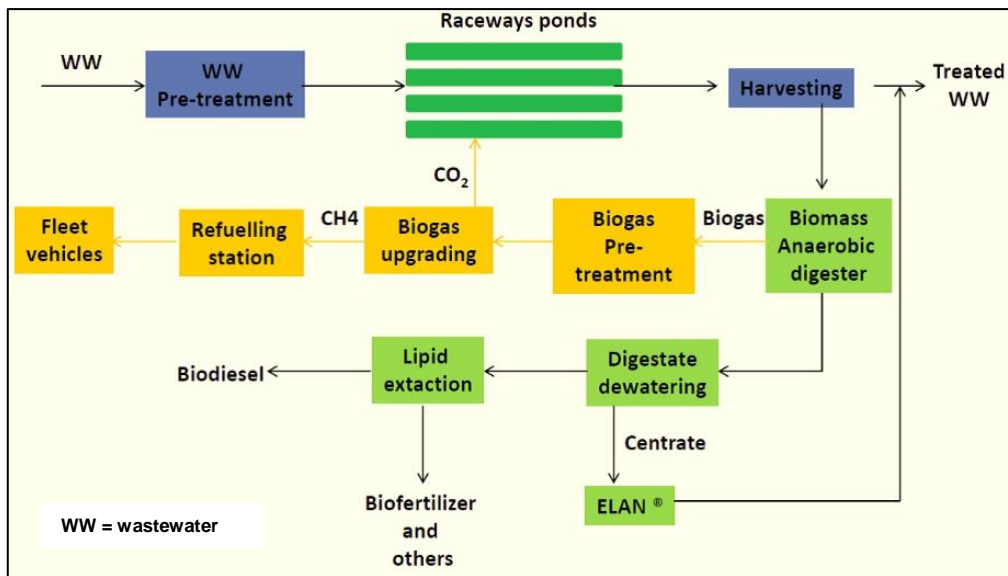 Raceways ponds
WW
WW
Pre-treatment
Harvesting
Treated
WW
CO2
Fleet
vehicles
Refuelling
station
CH4
Biogas
upgrading
Biogas
Pre-
treatment
Biogas
Biomass
Anaerobic
digester
Biodiesel
Lipid
extaction
Digestate
dewatering
Centrate
Biofertilizer
and
others
ELAN ®
WW = wastewater